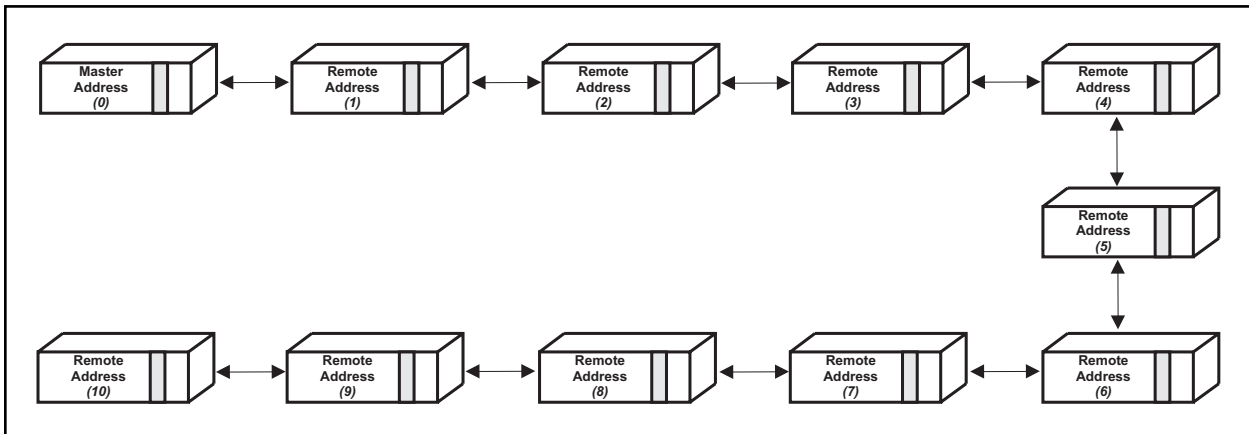 Master
Address
(0)
Remote
Address
(1)
Remote
Address
(2)
Remote
Address
(3)
Remote
Address
(4)
Remote
Address
(5)
Remote
Address
(10)
Remote
Address
(9)
Remote
Address
(8)
Remote
Address
(7)
Remote
Address
(6)